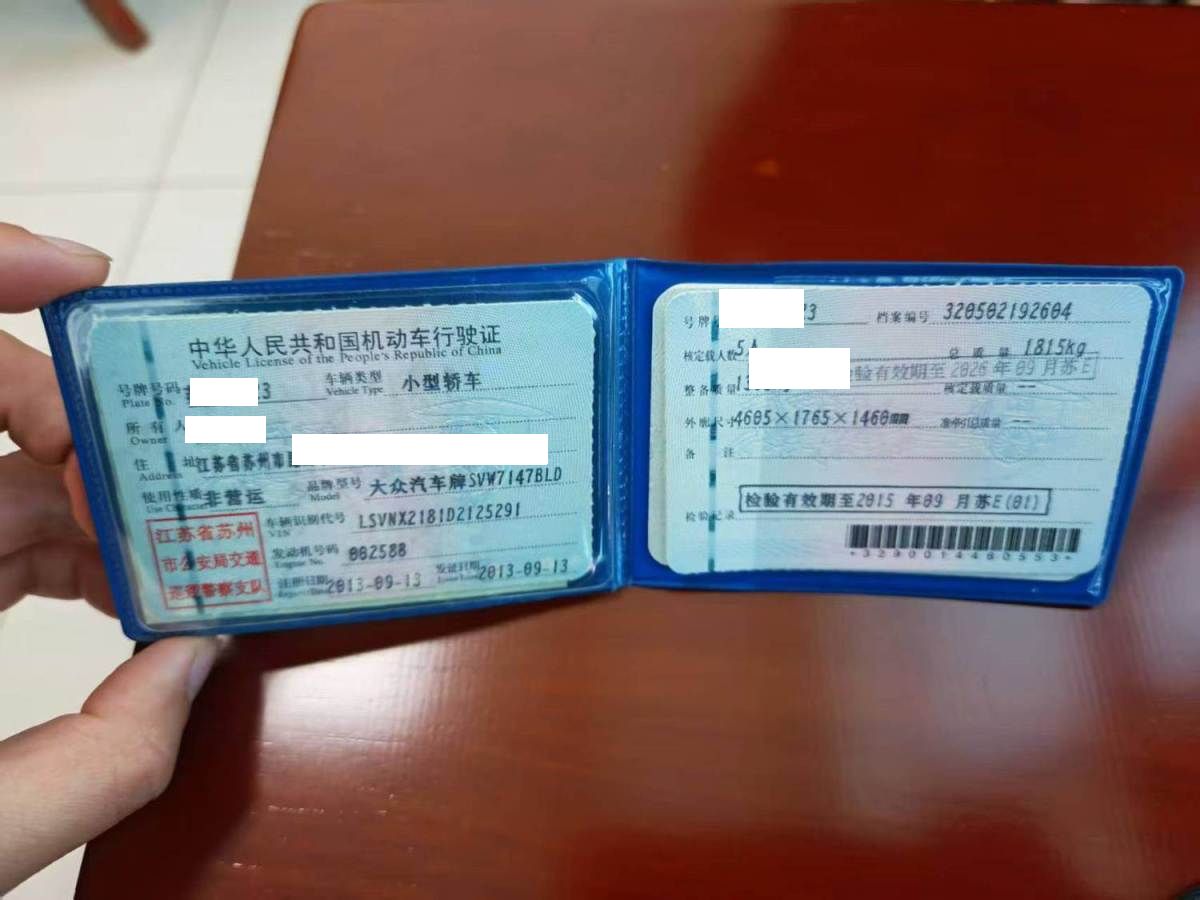 中华人民共和国机动车行驶证
Vehicle License of the People's Republic of China
号牌号码 3 车辆类型 小型轿车
Plate No. Vehicle Type
所有人
Owner
住址 江苏省苏州市
Address
使用性质 非营运 品牌型号 大众汽车牌SVW7147BLD
Use Character Model
江苏省苏州
市公安局交通
巡逻警察支队
车辆识别代号 LSVNX2181D2125291
VIN
发动机号码 002588
Engine No.
注册日期 2013-09-13 发证日期 2013-09-13
Register Date Issue Date
号牌 3 档案编号 320502192604
核定载人数 5人 总质量 1815kg
验有效期至2026年09月苏E
整备质量 核定载质量 --
外廓尺寸 4605×1765×1460 准牵引总质量 --
备注
检验有效期至2015年09月苏E(01)
检验记录
*3290014460553*